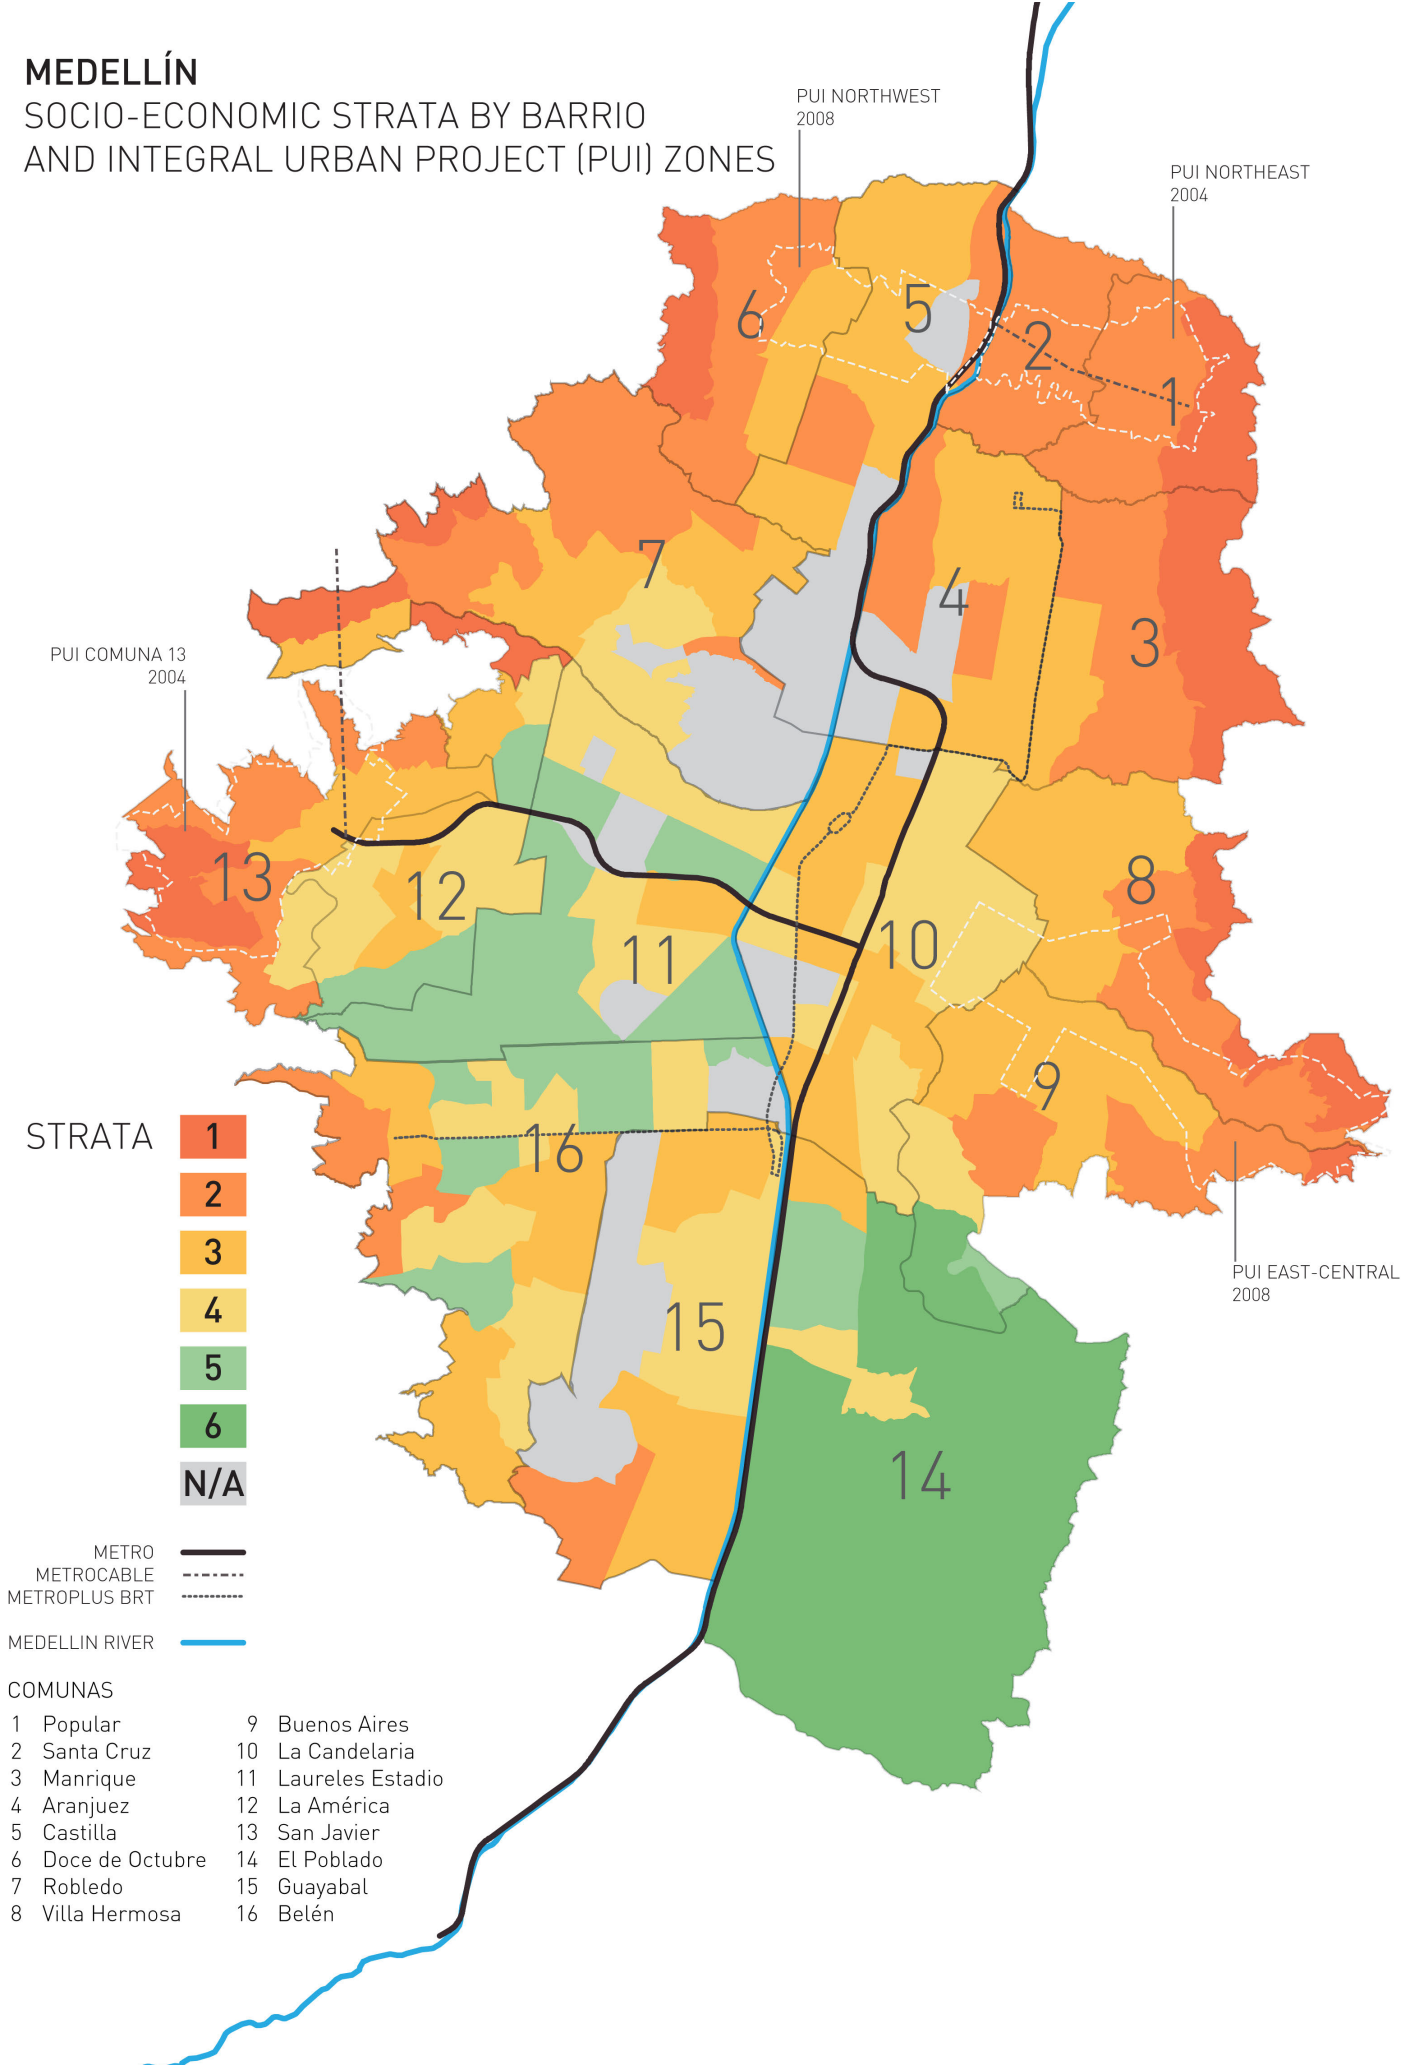 MEDELLÍN
SOCIO-ECONOMIC STRATA BY BARRIO
AND INTEGRAL URBAN PROJECT (PUI) ZONES
PUI NORTHWEST
2008
PUI NORTHEAST
2004
6
5
2
1
7
4
3
PUI COMUNA 13
2004
13
12
8
11
10
9
16
PUI EAST-CENTRAL
2008
15
14
STRATA
1
2
3
4
5
6
N/A
METRO
METROCABLE
METROPLUS BRT
MEDELLIN RIVER
COMUNAS
1 Popular
2 Santa Cruz
3 Manrique
4 Aranjuez
5 Castilla
6 Doce de Octubre
7 Robledo
8 Villa Hermosa
9 Buenos Aires
10 La Candelaria
11 Laureles Estadio
12 La América
13 San Javier
14 El Poblado
15 Guayabal
16 Belén